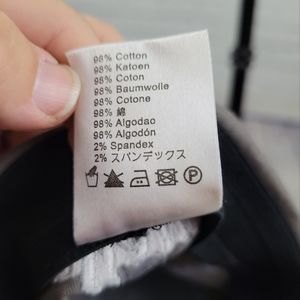 98% Cotton
98% Katoen
98% Coton
98% Baumwolle
98% Cotone
98% 綿
98% Algodao
98% Algodón
2% Spandex
2% スパンデックス
P